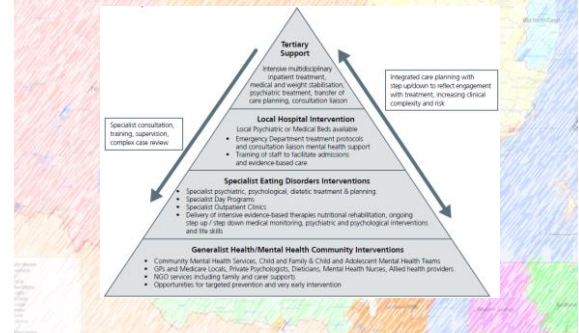 Tertiary
Support
Intensive multidisciplinary
inpatient treatment,
medical and weight stabilisation,
psychiatric treatment, transfer of
care planning, consultation liaison
Integrated care planning with
step up/down to reflect engagement
with treatment, increasing clinical
complexity and risk
Specialist consultation,
training, supervision,
complex case review
Local Hospital Intervention
Local Psychiatric or Medical Beds available
• Emergency Department treatment protocols
and consultation liaison mental health support
• Training of staff to facilitate admissions
and evidence-based care
Specialist Eating Disorders Interventions
• Specialist psychiatric, psychological, dietetic treatment & planning.
• Specialist Day Programs
• Specialist Outpatient Clinics
• Delivery of intensive evidence-based therapies nutritional rehabilitation, ongoing
step up / step down medical monitoring, psychiatric and psychological interventions
and life skills
Generalist Health/Mental Health Community Interventions
• Community Mental Health Services, Child and Family & Child and Adolescent Mental Health Teams
• GPs and Medicare Locals, Private Psychologists, Dieticians, Mental Health Nurses, Allied health providers.
• NGO services including family and carer supports
• Opportunities for targeted prevention and very early intervention